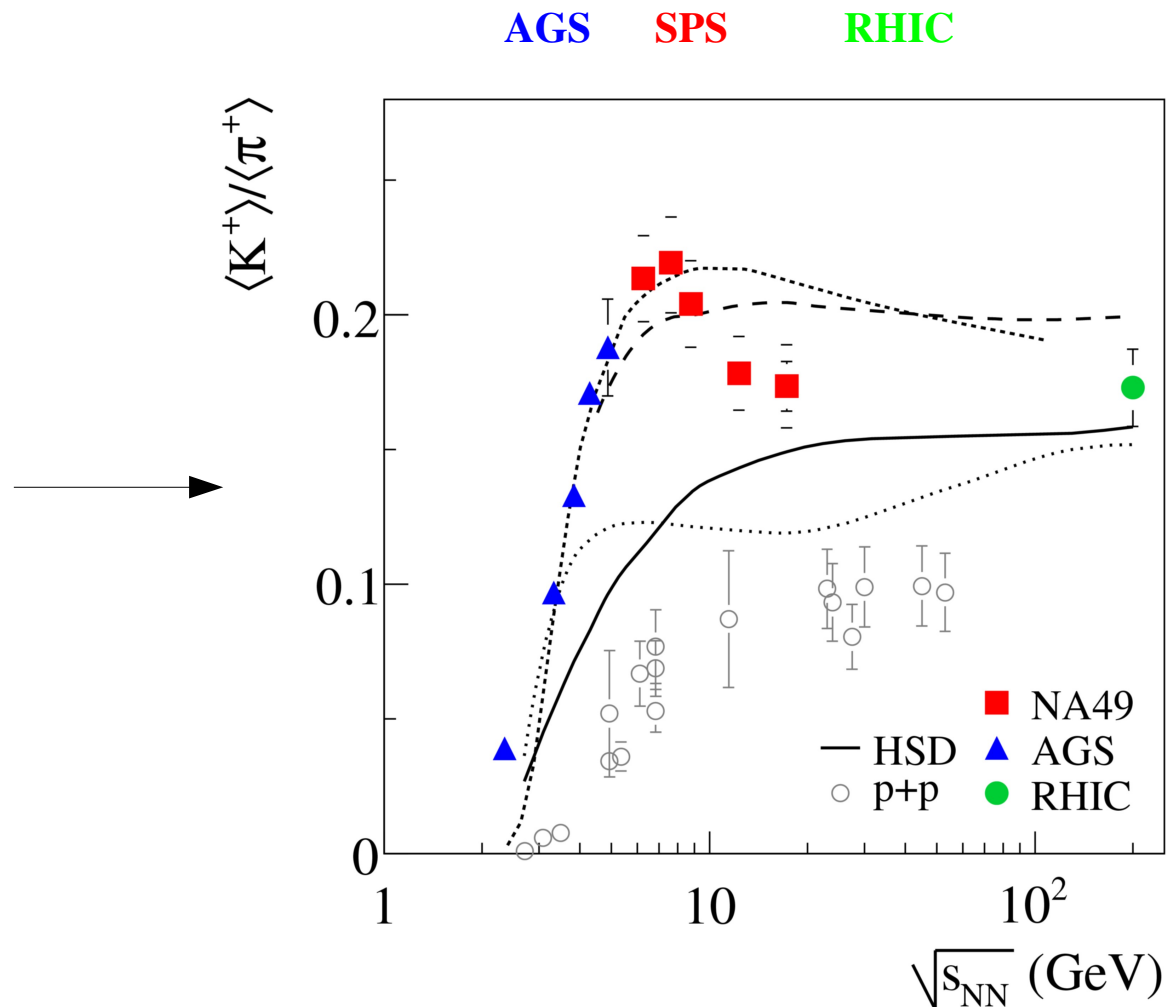 AGS SPS RHIC
⟨K⁺⟩/⟨π⁺⟩
0.2
0.1
0
NA49
HSD AGS
p+p RHIC
1 10 10²
√s_NN (GeV)